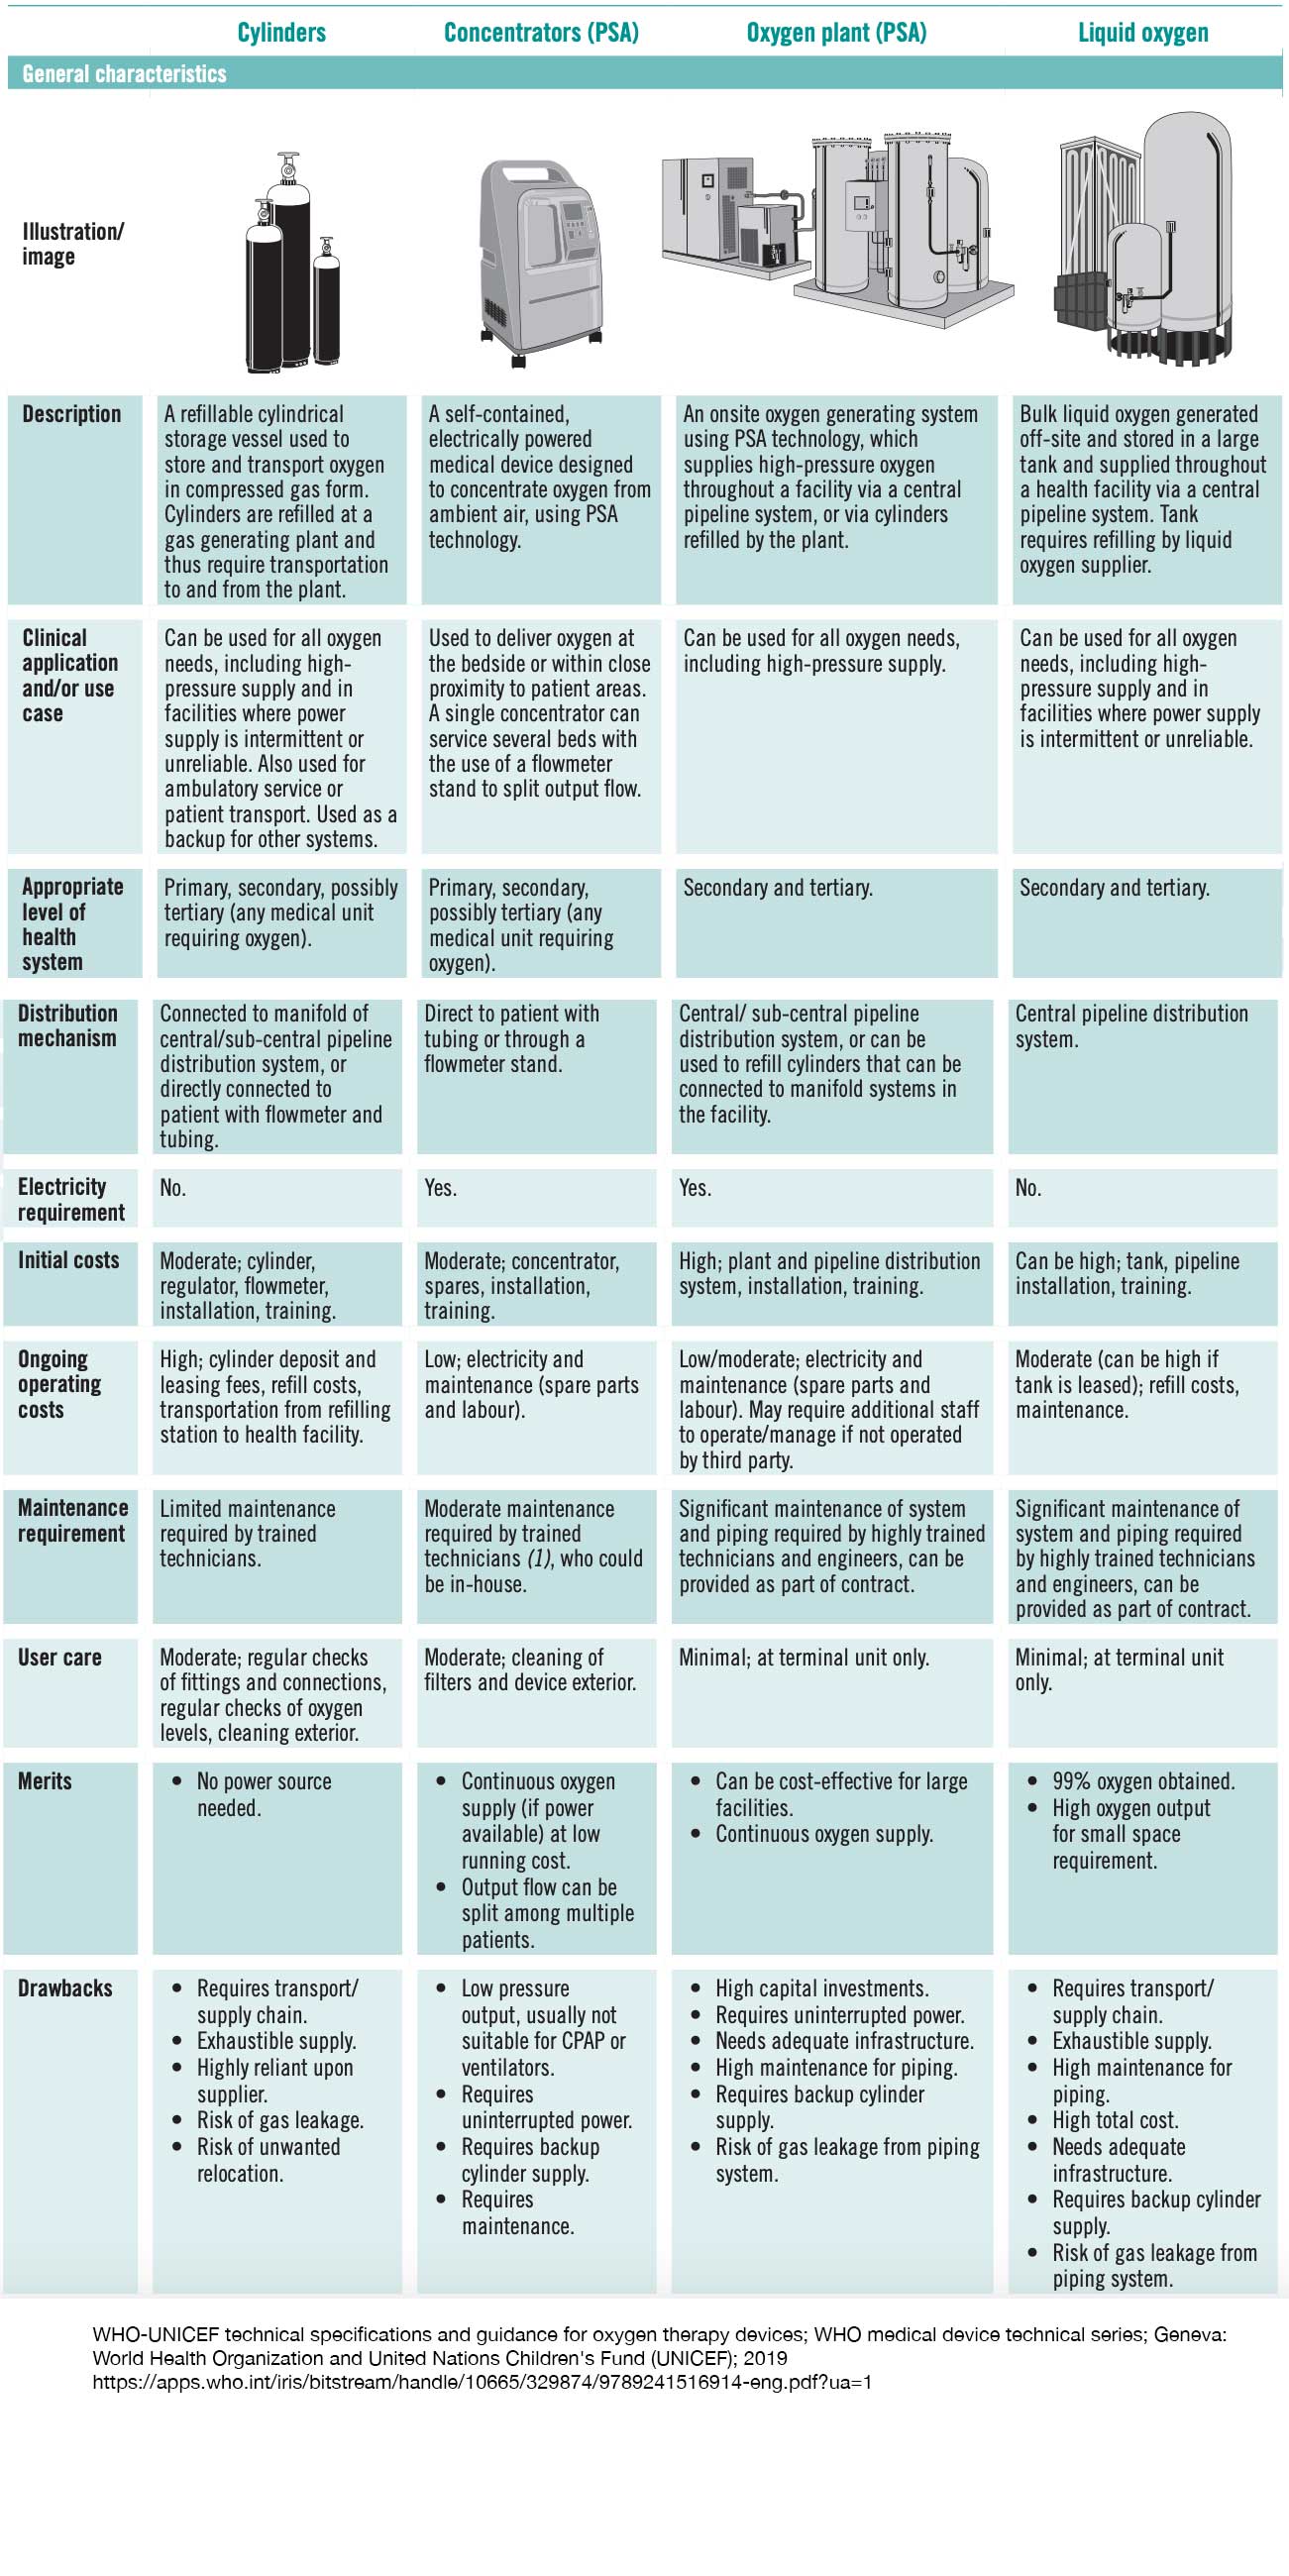 Cylinders
Concentrators (PSA)
Oxygen plant (PSA)
Liquid oxygen
General characteristics
Illustration/
image
Description
A refillable cylindrical
storage vessel used to
store and transport oxygen
in compressed gas form.
Cylinders are refilled at a
gas generating plant and
thus require transportation
to and from the plant.
A self-contained,
electrically powered
medical device designed
to concentrate oxygen from
ambient air, using PSA
technology.
An onsite oxygen generating system
using PSA technology, which
supplies high-pressure oxygen
throughout a facility via a central
pipeline system, or via cylinders
refilled by the plant.
Bulk liquid oxygen generated
off-site and stored in a large
tank and supplied throughout
a health facility via a central
pipeline system. Tank
requires refilling by liquid
oxygen supplier.
Clinical
application
and/or use
case
Can be used for all oxygen
needs, including high-
pressure supply and in
facilities where power
supply is intermittent or
unreliable. Also used for
ambulatory service or
patient transport. Used as a
backup for other systems.
Used to deliver oxygen at
the bedside or within close
proximity to patient areas.
A single concentrator can
service several beds with
the use of a flowmeter
stand to split output flow.
Can be used for all oxygen needs,
including high-pressure supply.
Can be used for all oxygen
needs, including high-
pressure supply and in
facilities where power supply
is intermittent or unreliable.
Appropriate
level of
health
system
Primary, secondary, possibly
tertiary (any medical unit
requiring oxygen).
Primary, secondary,
possibly tertiary (any
medical unit requiring
oxygen).
Secondary and tertiary.
Secondary and tertiary.
Distribution
mechanism
Connected to manifold of
central/sub-central pipeline
distribution system, or
directly connected to
patient with flowmeter and
tubing.
Direct to patient with
tubing or through a
flowmeter stand.
Central/ sub-central pipeline
distribution system, or can be
used to refill cylinders that can be
connected to manifold systems in
the facility.
Central pipeline distribution
system.
Electricity
requirement
No.
Yes.
Yes.
No.
Initial costs
Moderate; cylinder,
regulator, flowmeter,
installation, training.
Moderate; concentrator,
spares, installation,
training.
High; plant and pipeline distribution
system, installation, training.
Can be high; tank, pipeline
installation, training.
Ongoing
operating
costs
High; cylinder deposit and
leasing fees, refill costs,
transportation from refilling
station to health facility.
Low; electricity and
maintenance (spare parts
and labour).
Low/moderate; electricity and
maintenance (spare parts and
labour). May require additional staff
to operate/manage if not operated
by third party.
Moderate (can be high if
tank is leased); refill costs,
maintenance.
Maintenance
requirement
Limited maintenance
required by trained
technicians.
Moderate maintenance
required by trained
technicians (1), who could
be in-house.
Significant maintenance of system
and piping required by highly trained
technicians and engineers, can be
provided as part of contract.
Significant maintenance of
system and piping required
by highly trained technicians
and engineers, can be
provided as part of contract.
User care
Moderate; regular checks
of fittings and connections,
regular checks of oxygen
levels, cleaning exterior.
Moderate; cleaning of
filters and device exterior.
Minimal; at terminal unit only.
Minimal; at terminal unit
only.
Merits
• No power source
needed.
• Continuous oxygen
supply (if power
available) at low
running cost.
• Output flow can be
split among multiple
patients.
• Can be cost-effective for large
facilities.
• Continuous oxygen supply.
• 99% oxygen obtained.
• High oxygen output
for small space
requirement.
Drawbacks
• Requires transport/
supply chain.
• Exhaustible supply.
• Highly reliant upon
supplier.
• Risk of gas leakage.
• Risk of unwanted
relocation.
• Low pressure
output, usually not
suitable for CPAP or
ventilators.
• Requires
uninterrupted power.
• Requires backup
cylinder supply.
• Requires
maintenance.
• High capital investments.
• Requires uninterrupted power.
• Needs adequate infrastructure.
• High maintenance for piping.
• Requires backup cylinder
supply.
• Risk of gas leakage from piping
system.
• Requires transport/
supply chain.
• Exhaustible supply.
• High maintenance for
piping.
• High total cost.
• Needs adequate
infrastructure.
• Requires backup cylinder
supply.
• Risk of gas leakage from
piping system.
WHO-UNICEF technical specifications and guidance for oxygen therapy devices; WHO medical device technical series; Geneva:
World Health Organization and United Nations Children's Fund (UNICEF); 2019
https://apps.who.int/iris/bitstream/handle/10665/329874/9789241516914-eng.pdf?ua=1